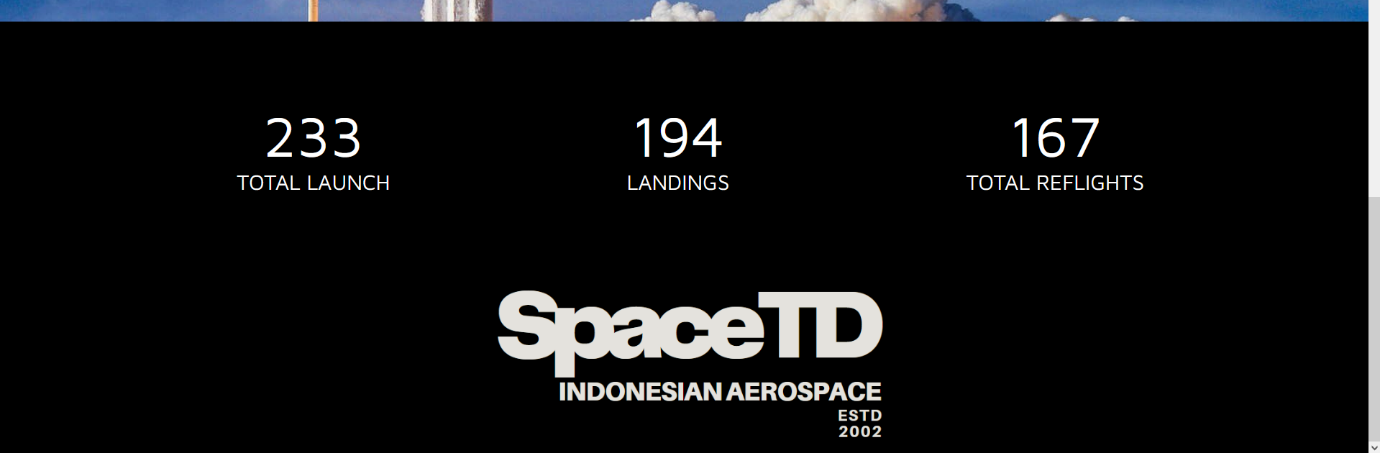 233 194 167
TOTAL LAUNCH LANDINGS TOTAL REFLIGHTS
SpaceTD
INDONESIAN AEROSPACE
ESTD
2002